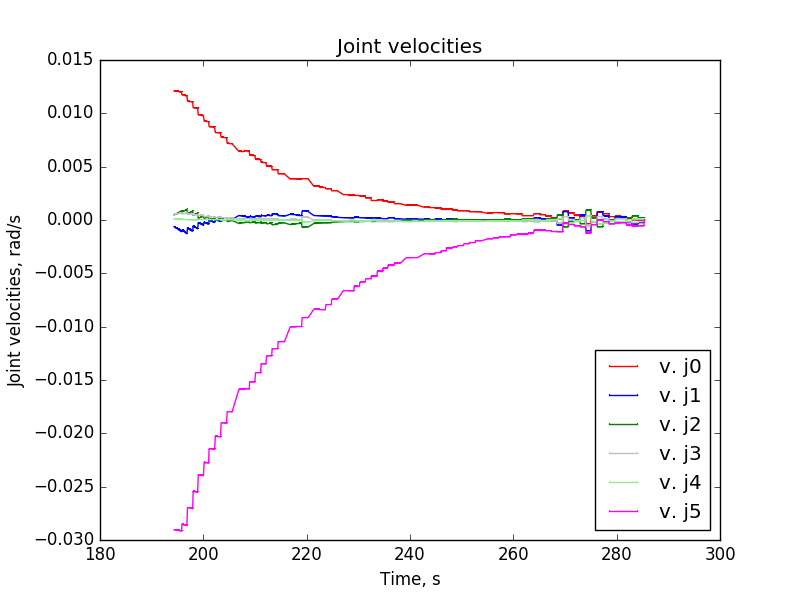 Joint velocities
0.015
0.010
0.005
0.000
−0.005
−0.010
−0.015
−0.020
−0.025
−0.030
Joint velocities, rad/s
v. j0
v. j1
v. j2
v. j3
v. j4
v. j5
180 200 220 240 260 280 300
Time, s